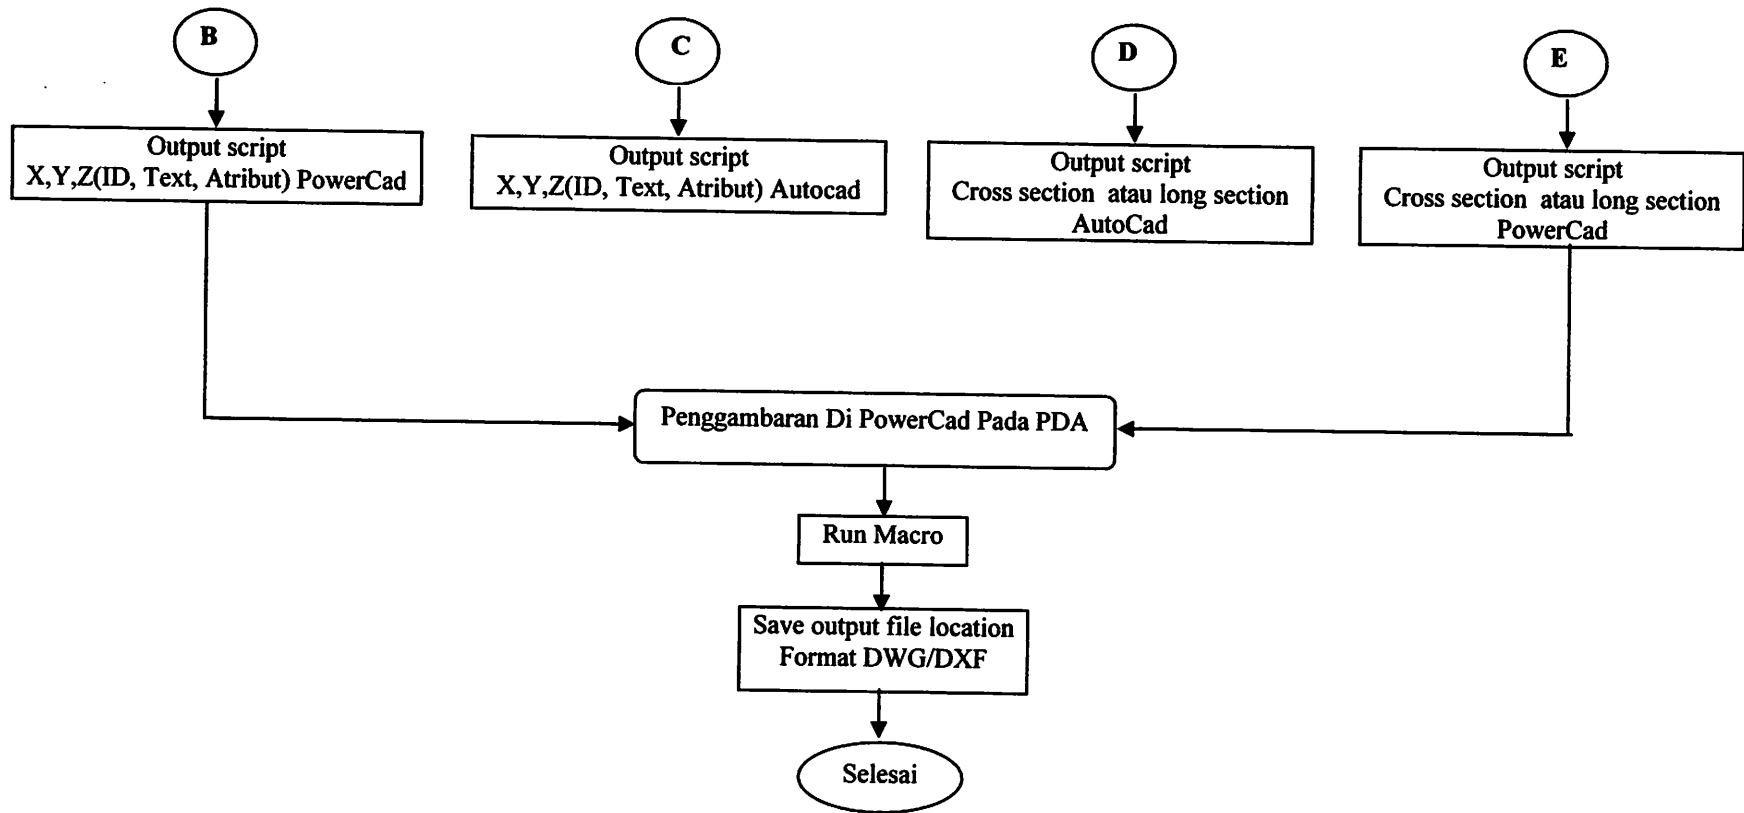 B
C
D
E
Output script
X,Y,Z(ID, Text, Atribut) PowerCad
Output script
X,Y,Z(ID, Text, Atribut) Autocad
Output script
Cross section atau long section
AutoCad
Output script
Cross section atau long section
PowerCad
Penggambaran Di PowerCad Pada PDA
Run Macro
Save output file location
Format DWG/DXF
Selesai